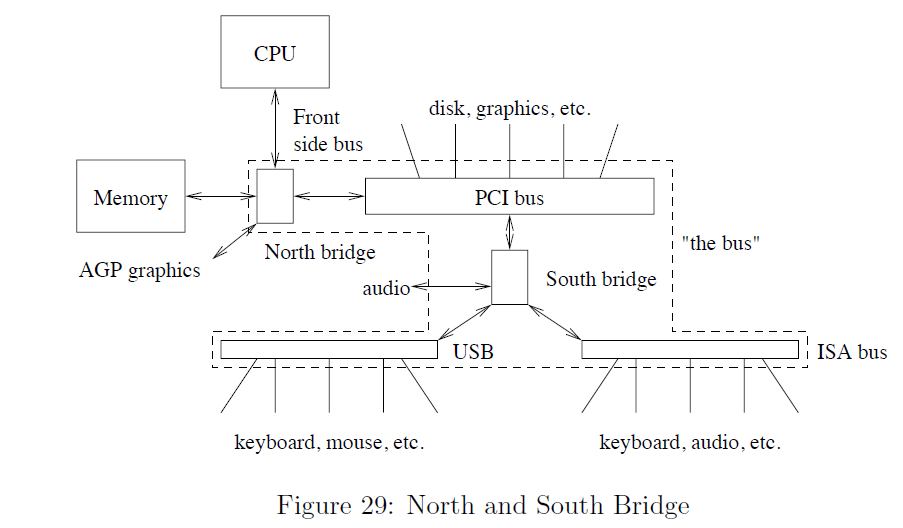 CPU
disk, graphics, etc.
Front
side bus
Memory
PCI bus
"the bus"
North bridge
AGP graphics
South bridge
audio
USB
ISA bus
keyboard, mouse, etc.
keyboard, audio, etc.
Figure 29: North and South Bridge